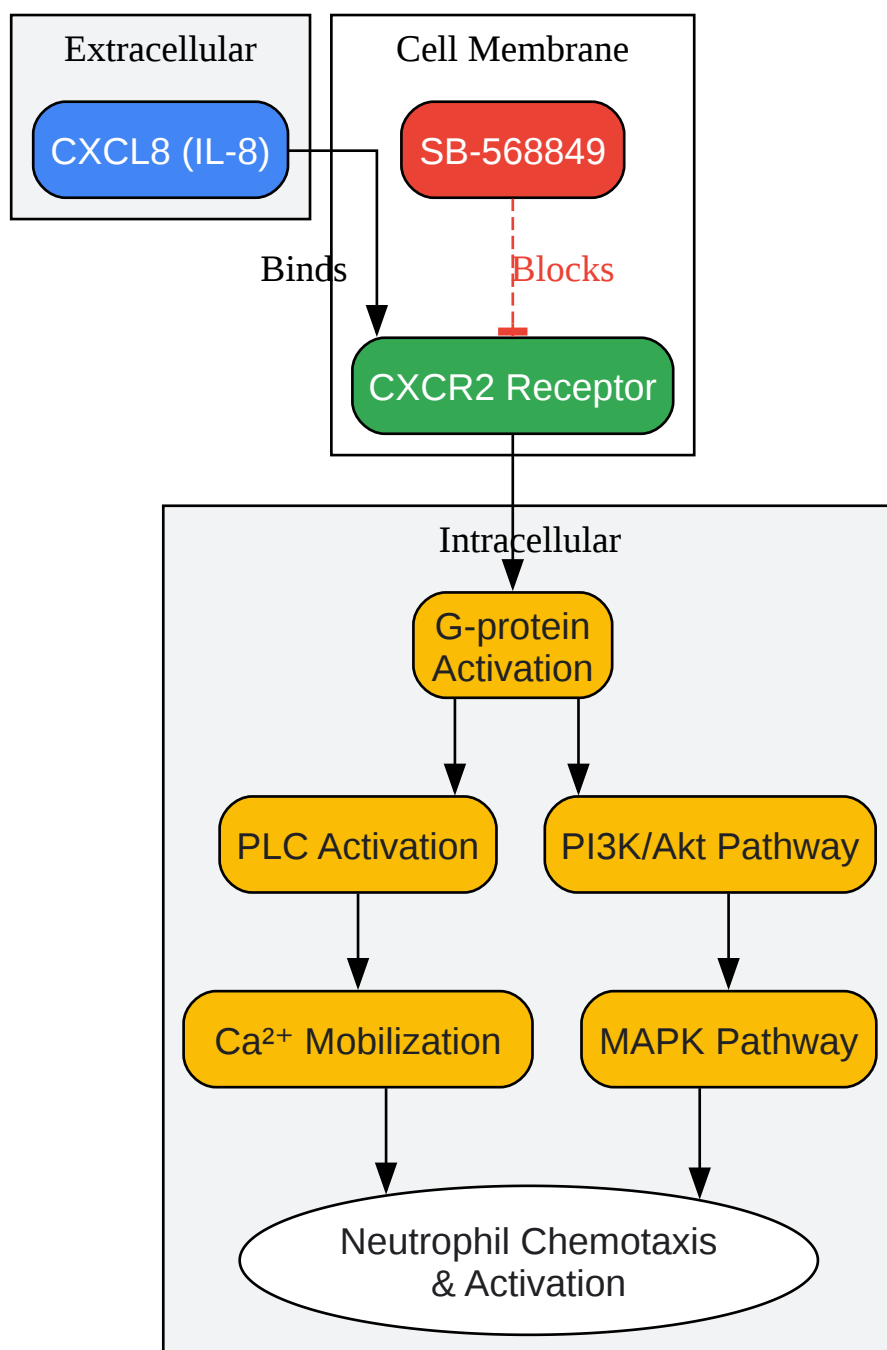 Extracellular
Cell Membrane
CXCL8 (IL-8)
SB-568849
Binds
Blocks
CXCR2 Receptor
Intracellular
G-protein
Activation
PLC Activation
PI3K/Akt Pathway
Ca²⁺ Mobilization
MAPK Pathway
Neutrophil Chemotaxis
& Activation